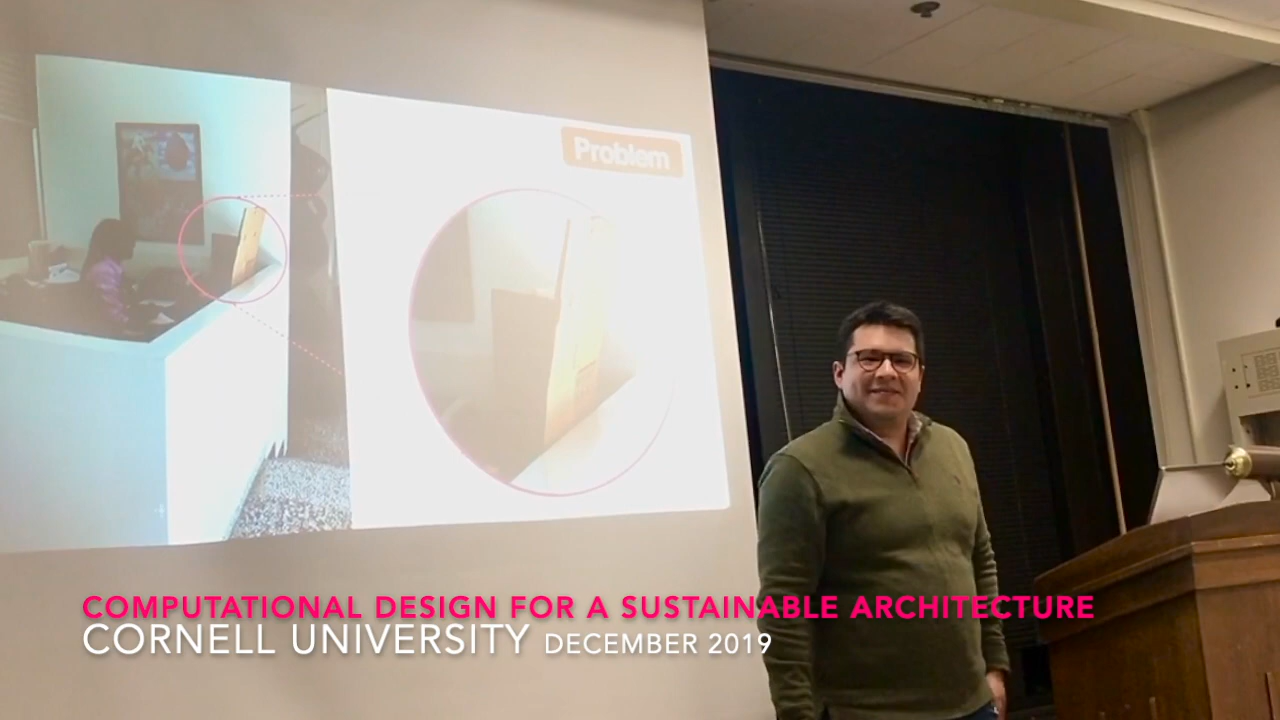 Problem
COMPUTATIONAL DESIGN FOR A SUSTAINABLE ARCHITECTURE
CORNELL UNIVERSITY DECEMBER 2019